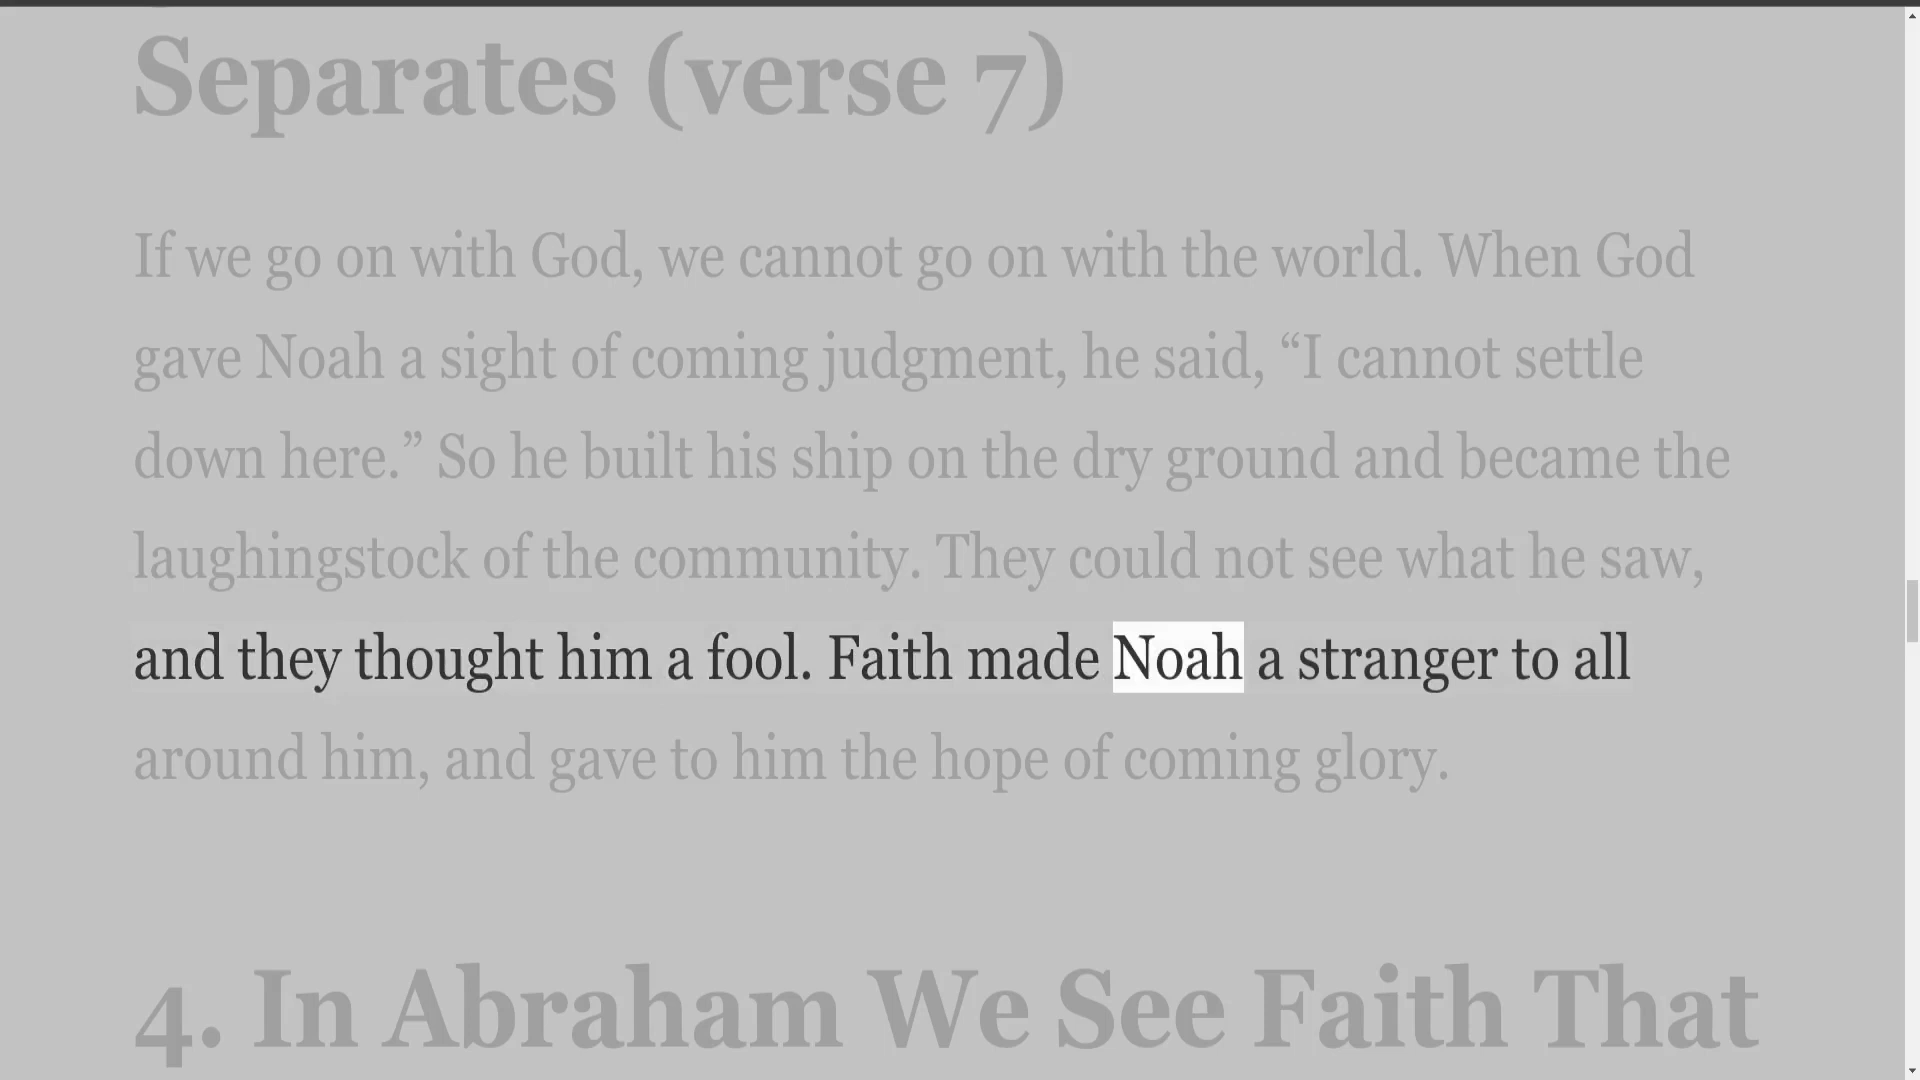 Separates (verse 7)
If we go on with God, we cannot go on with the world. When God
gave Noah a sight of coming judgment, he said, “I cannot settle
down here.” So he built his ship on the dry ground and became the
laughingstock of the community. They could not see what he saw,
and they thought him a fool. Faith made Noah a stranger to all
around him, and gave to him the hope of coming glory.
4. In Abraham We See Faith That